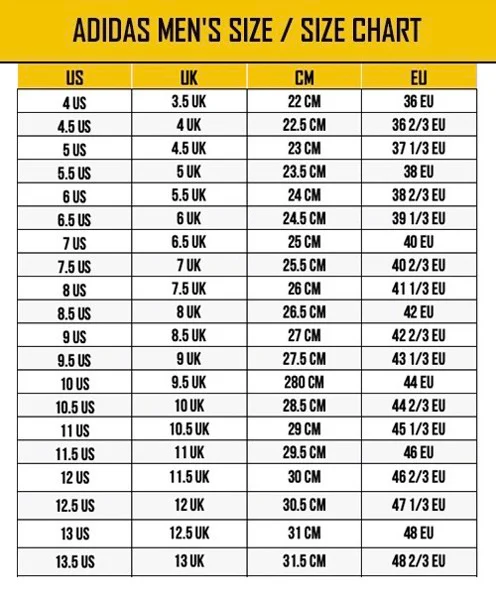 ADIDAS MEN'S SIZE / SIZE CHART
US UK CM EU
4 US 3.5 UK 22 CM 36 EU
4.5 US 4 UK 22.5 CM 36 2/3 EU
5 US 4.5 UK 23 CM 37 1/3 EU
5.5 US 5 UK 23.5 CM 38 EU
6 US 5.5 UK 24 CM 38 2/3 EU
6.5 US 6 UK 24.5 CM 39 1/3 EU
7 US 6.5 UK 25 CM 40 EU
7.5 US 7 UK 25.5 CM 40 2/3 EU
8 US 7.5 UK 26 CM 41 1/3 EU
8.5 US 8 UK 26.5 CM 42 EU
9 US 8.5 UK 27 CM 42 2/3 EU
9.5 US 9 UK 27.5 CM 43 1/3 EU
10 US 9.5 UK 280 CM 44 EU
10.5 US 10 UK 28.5 CM 44 2/3 EU
11 US 10.5 UK 29 CM 45 1/3 EU
11.5 US 11 UK 29.5 CM 46 EU
12 US 11.5 UK 30 CM 46 2/3 EU
12.5 US 12 UK 30.5 CM 47 1/3 EU
13 US 12.5 UK 31 CM 48 EU
13.5 US 13 UK 31.5 CM 48 2/3 EU